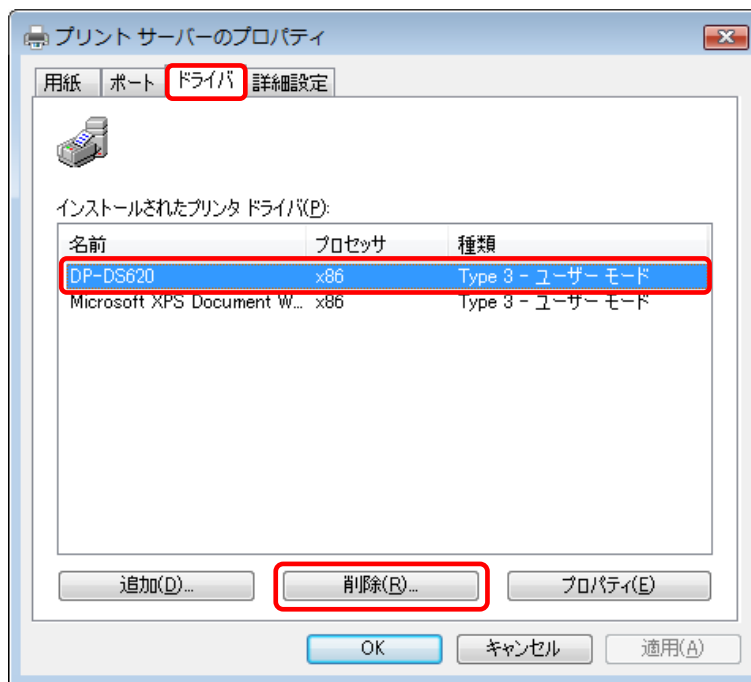 プリント サーバーのプロパティ
用紙 ポート ドライバ 詳細設定
インストールされたプリンタ ドライバ(P):
名前 プロセッサ 種類
DP-DS620 x86 Type 3 - ユーザー モード
Microsoft XPS Document W... x86 Type 3 - ユーザー モード
追加(D)... 削除(R)... プロパティ(E)
OK キャンセル 適用(A)